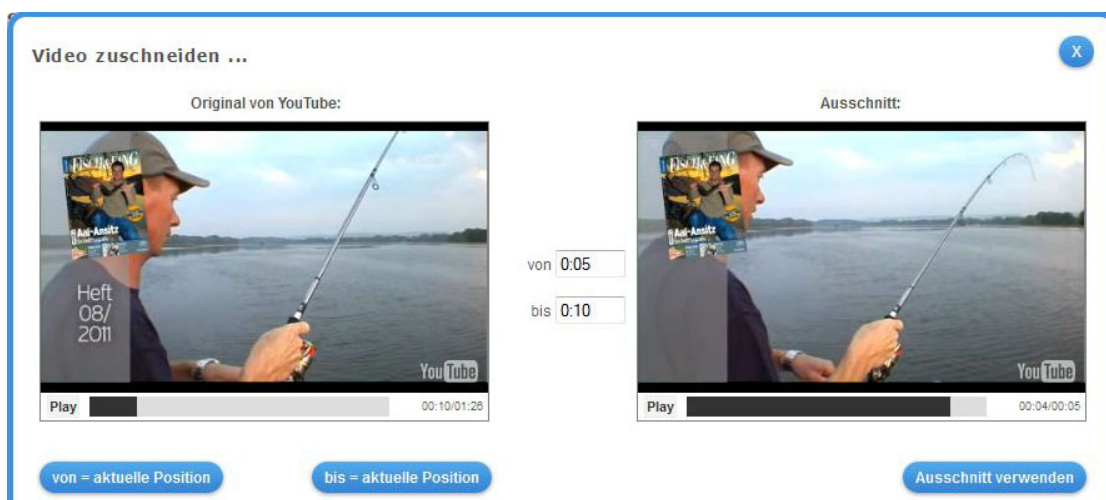 Video zuschneiden ...
X
Original von YouTube:
FISCH & FANG
Aal-Ansitz
Heft
08/
2011
YouTube
Play
00:10/01:26
von 0:05
bis 0:10
Ausschnitt:
FISCH & FANG
Aal-Ansitz
YouTube
Play
00:04/00:05
von = aktuelle Position
bis = aktuelle Position
Ausschnitt verwenden